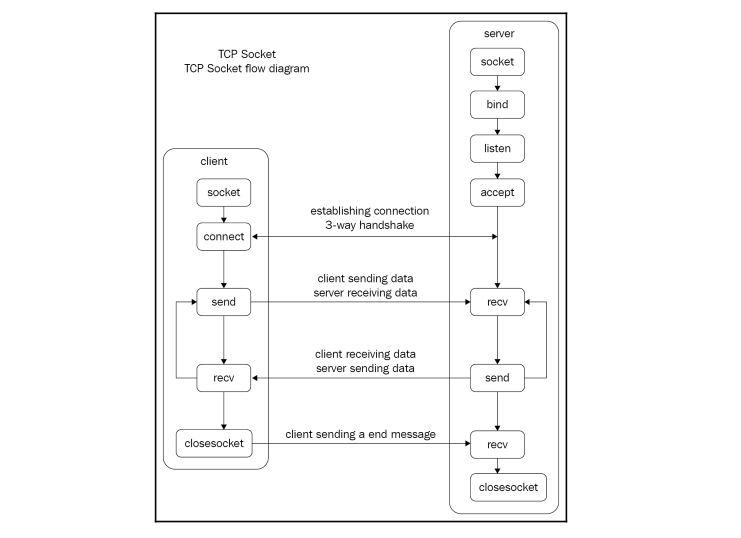 TCP Socket
TCP Socket flow diagram
server
socket
bind
listen
accept
client
socket
connect
establishing connection
3-way handshake
send
client sending data
server receiving data
recv
recv
client receiving data
server sending data
send
closesocket
client sending a end message
recv
closesocket